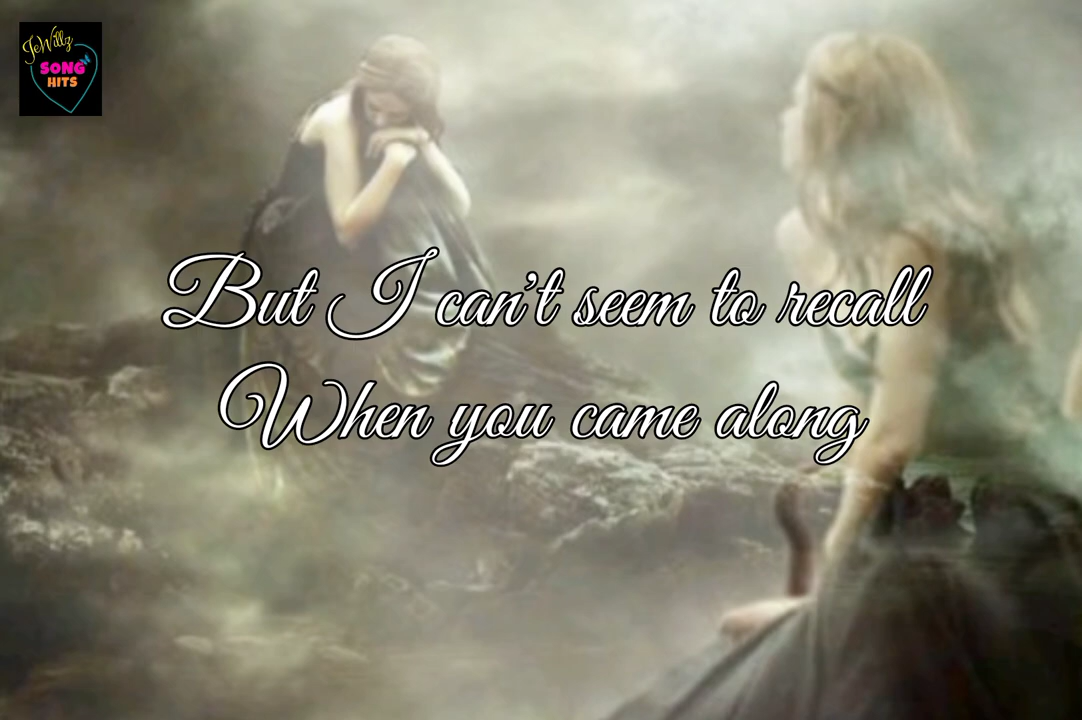 JeWillz
SONG
HITS
But I can't seem to recall
When you came along